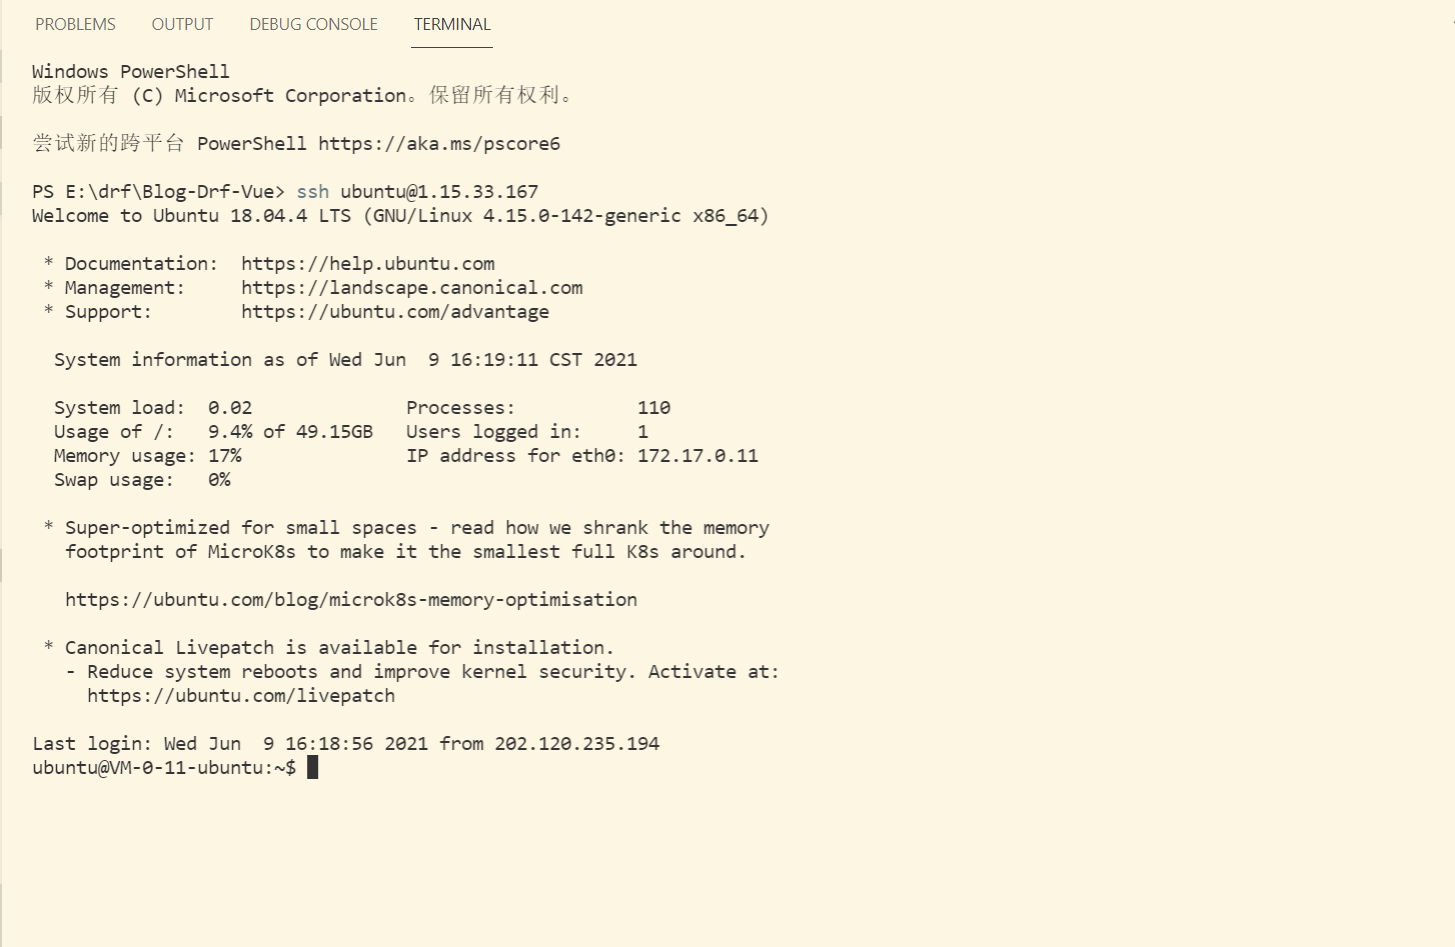 PROBLEMS OUTPUT DEBUG CONSOLE TERMINAL
Windows PowerShell
版权所有 (C) Microsoft Corporation。保留所有权利。
尝试新的跨平台 PowerShell https://aka.ms/pscore6
PS E:\drf\Blog-Drf-Vue> ssh ubuntu@1.15.33.167
Welcome to Ubuntu 18.04.4 LTS (GNU/Linux 4.15.0-142-generic x86_64)
* Documentation: https://help.ubuntu.com
* Management: https://landscape.canonical.com
* Support: https://ubuntu.com/advantage
System information as of Wed Jun 9 16:19:11 CST 2021
System load: 0.02 Processes: 110
Usage of /: 9.4% of 49.15GB Users logged in: 1
Memory usage: 17% IP address for eth0: 172.17.0.11
Swap usage: 0%
* Super-optimized for small spaces - read how we shrank the memory
footprint of MicroK8s to make it the smallest full K8s around.
https://ubuntu.com/blog/microk8s-memory-optimisation
* Canonical Livepatch is available for installation.
- Reduce system reboots and improve kernel security. Activate at:
https://ubuntu.com/livepatch
Last login: Wed Jun 9 16:18:56 2021 from 202.120.235.194
ubuntu@VM-0-11-ubuntu:~$